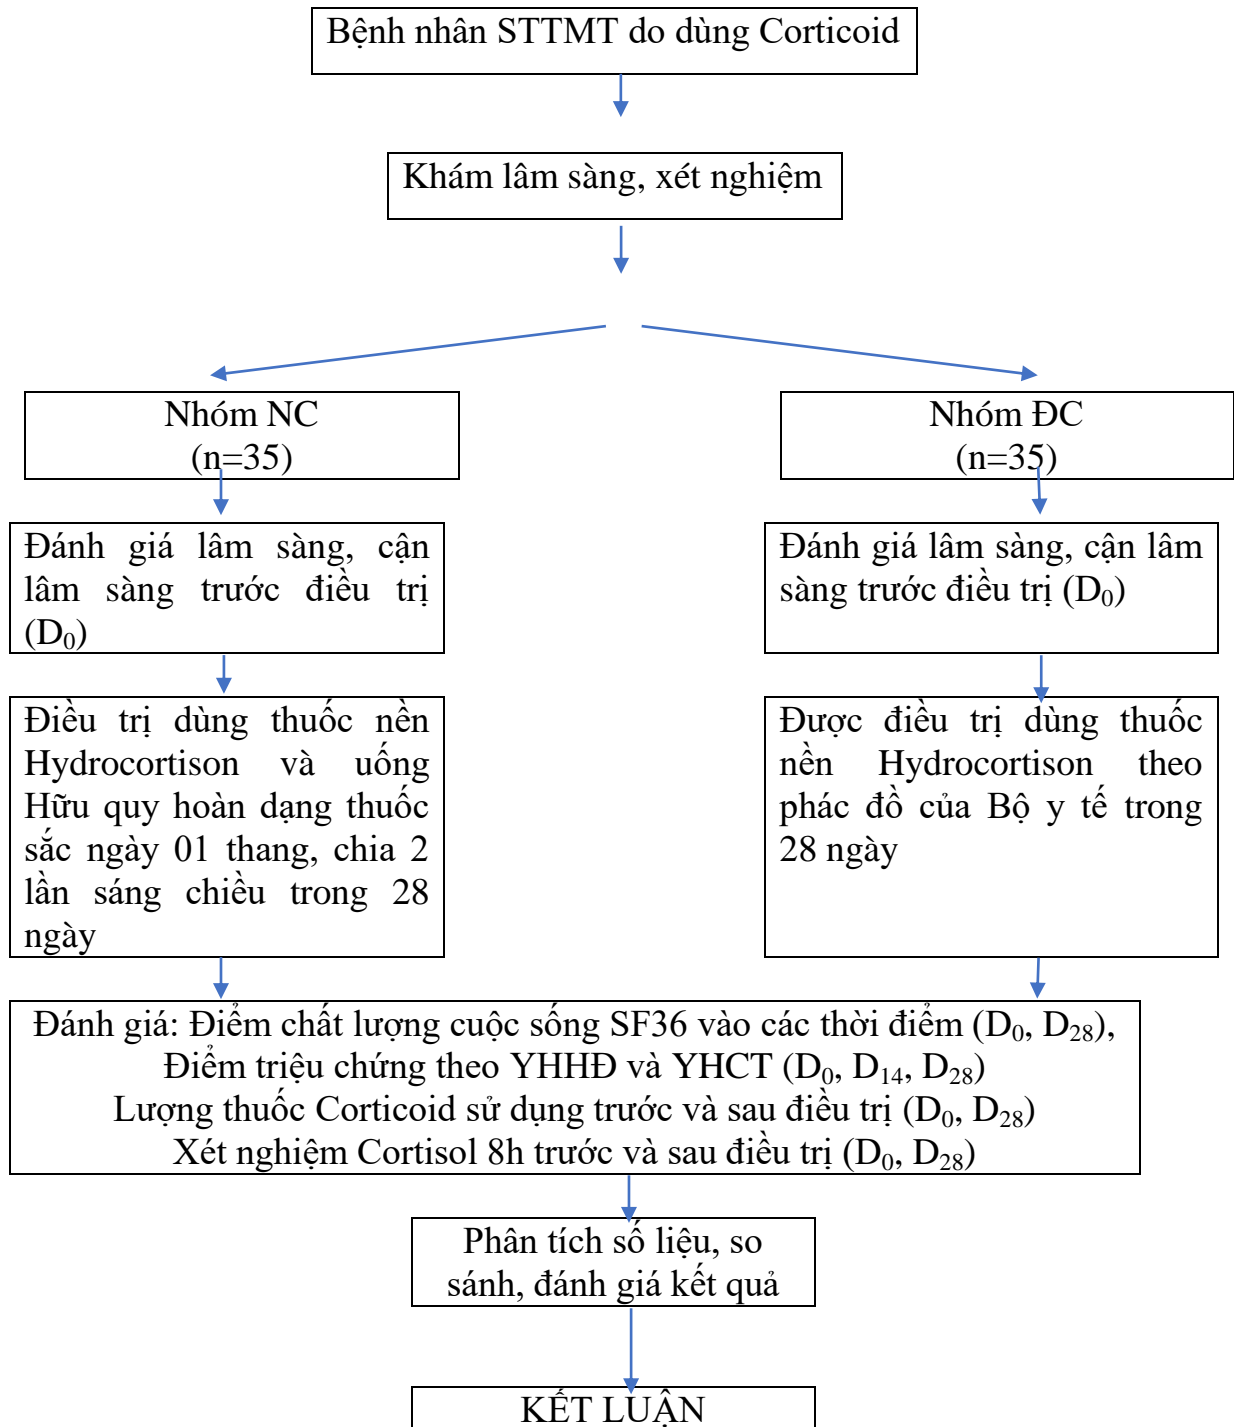 Bệnh nhân STTMT do dùng Corticoid
Khám lâm sàng, xét nghiệm
Nhóm NC
(n=35)
Nhóm ĐC
(n=35)
Đánh giá lâm sàng, cận
lâm sàng trước điều trị
(D₀)
Đánh giá lâm sàng, cận lâm
sàng trước điều trị (D₀)
Điều trị dùng thuốc nền
Hydrocortison và uống
Hữu quy hoàn dạng thuốc
sắc ngày 01 thang, chia 2
lần sáng chiều trong 28
ngày
Được điều trị dùng thuốc
nền Hydrocortison theo
phác đồ của Bộ y tế trong
28 ngày
Đánh giá: Điểm chất lượng cuộc sống SF36 vào các thời điểm (D₀, D₂₈),
Điểm triệu chứng theo YHHĐ và YHCT (D₀, D₁₄, D₂₈)
Lượng thuốc Corticoid sử dụng trước và sau điều trị (D₀, D₂₈)
Xét nghiệm Cortisol 8h trước và sau điều trị (D₀, D₂₈)
Phân tích số liệu, so
sánh, đánh giá kết quả
KẾT LUẬN